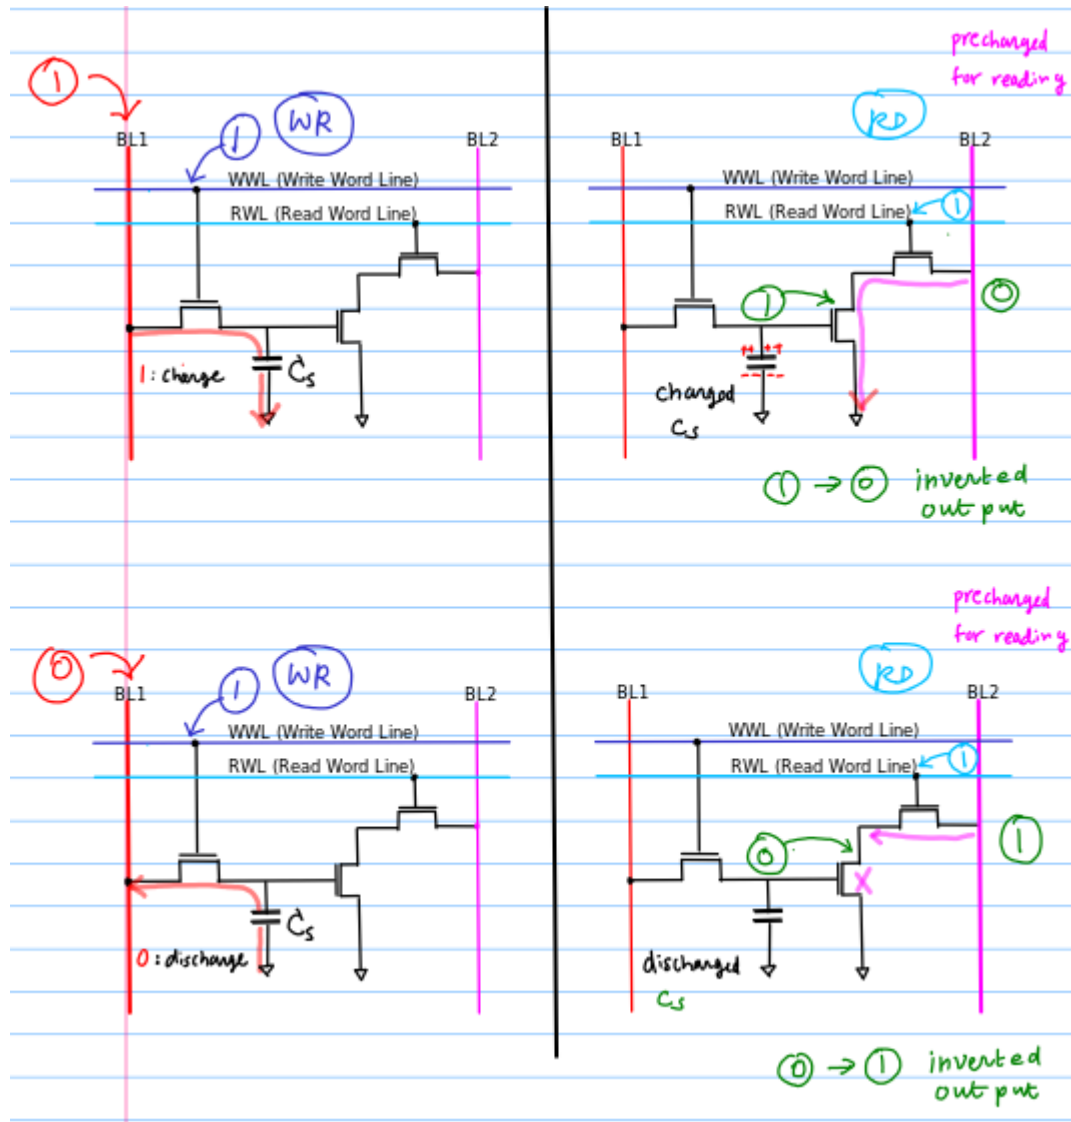 precharged
for reading
1
1
WR
RD
BL1
BL2
BL1
BL2
WWL (Write Word Line)
WWL (Write Word Line)
RWL (Read Word Line)
RWL (Read Word Line)
1
1
0
1: charge
Cs
++ ++
----
charged
Cs
1 → 0 inverted
output
precharged
for reading
0
1
WR
RD
BL1
BL2
BL1
BL2
WWL (Write Word Line)
WWL (Write Word Line)
RWL (Read Word Line)
RWL (Read Word Line)
1
0
1
X
0: discharge
Cs
discharged
Cs
0 → 1 inverted
output